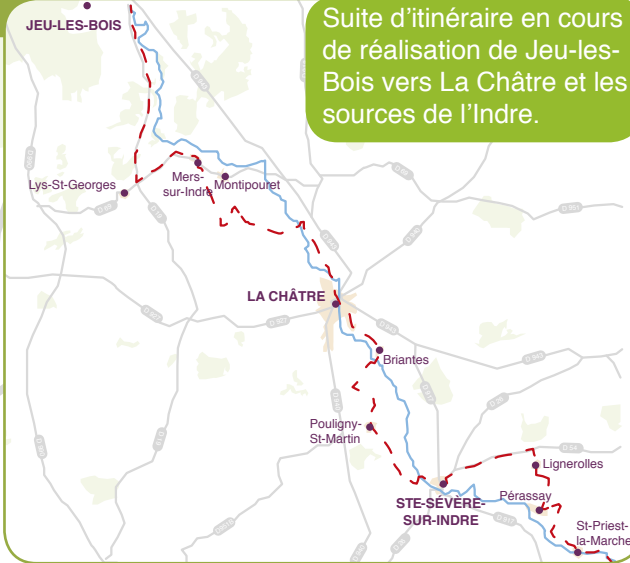 Suite d'itinéraire en cours
de réalisation de Jeu-les-
Bois vers La Châtre et les
sources de l'Indre.
JEU-LES-BOIS
Lys-St-Georges
Mers-
sur-Indre
Montipouret
LA CHÂTRE
Briantes
Pouligny-
St-Martin
STE-SÉVÈRE-
SUR-INDRE
Lignerolles
Pérassay
St-Priest-
la-Marche